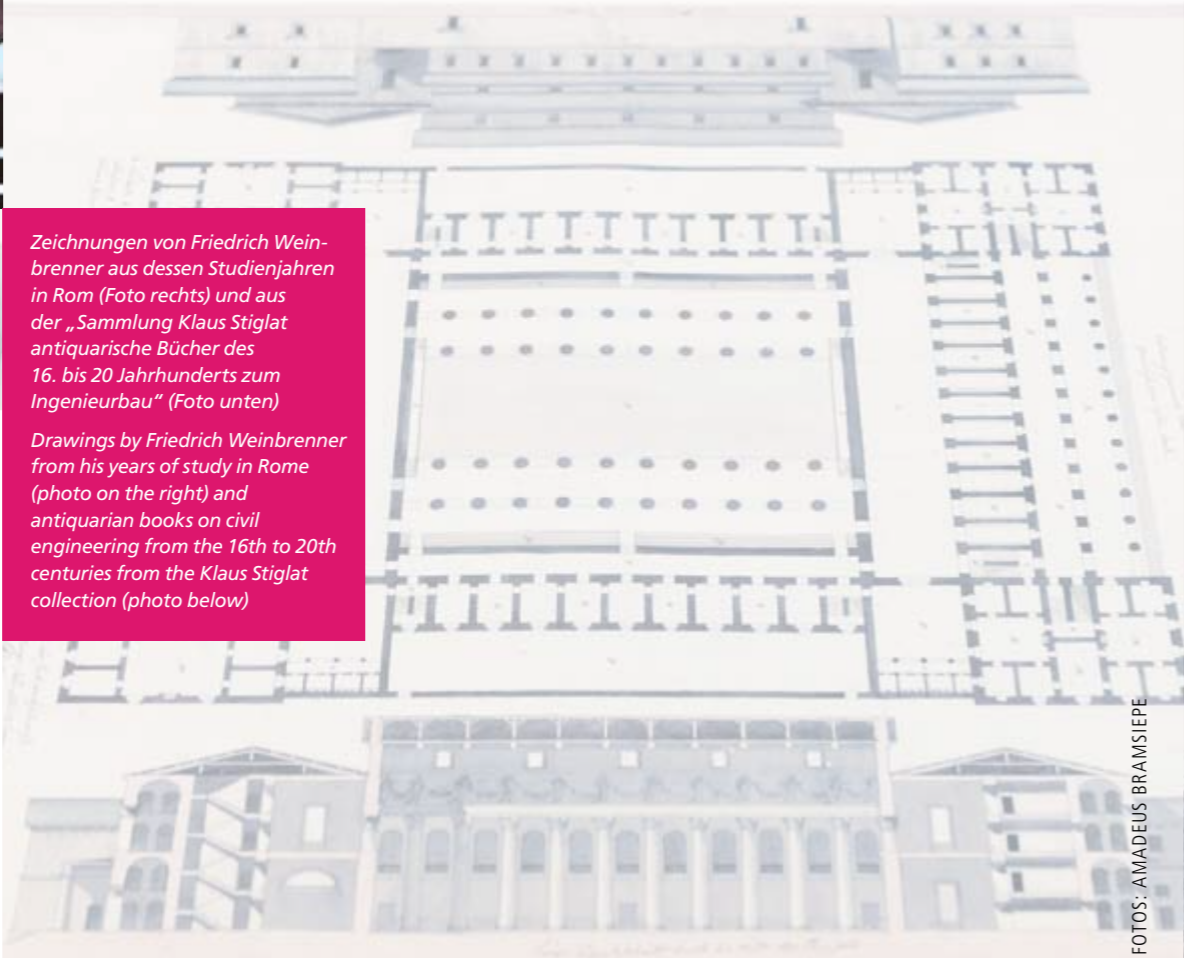 Zeichnungen von Friedrich Wein-
brenner aus dessen Studienjahren
in Rom (Foto rechts) und aus
der „Sammlung Klaus Stiglat
antiquarische Bücher des
16. bis 20 Jahrhunderts zum
Ingenieurbau“ (Foto unten)
Drawings by Friedrich Weinbrenner
from his years of study in Rome
(photo on the right) and
antiquarian books on civil
engineering from the 16th to 20th
centuries from the Klaus Stiglat
collection (photo below)
FOTOS: AMADEUS BRAMSIEPE